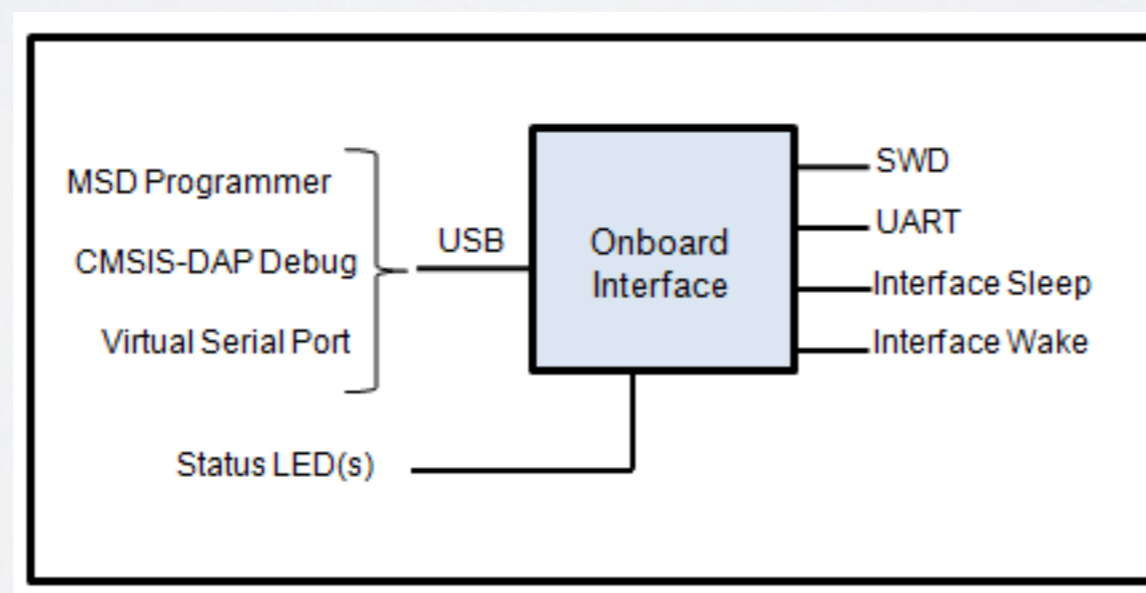 MSD Programmer
CMSIS-DAP Debug
Virtual Serial Port
USB
Status LED(s)
Onboard
Interface
SWD
UART
Interface Sleep
Interface Wake